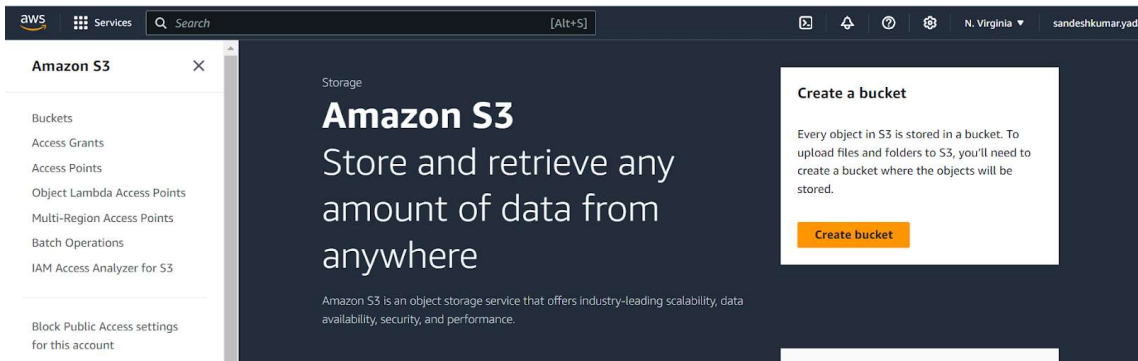 aws
Services
Search
[Alt+S]
N. Virginia
sandeshkumar.yad
Amazon S3
Buckets
Access Grants
Access Points
Object Lambda Access Points
Multi-Region Access Points
Batch Operations
IAM Access Analyzer for S3
Block Public Access settings
for this account
Storage
Amazon S3
Store and retrieve any
amount of data from
anywhere
Amazon S3 is an object storage service that offers industry-leading scalability, data
availability, security, and performance.
Create a bucket
Every object in S3 is stored in a bucket. To
upload files and folders to S3, you'll need to
create a bucket where the objects will be
stored.
Create bucket